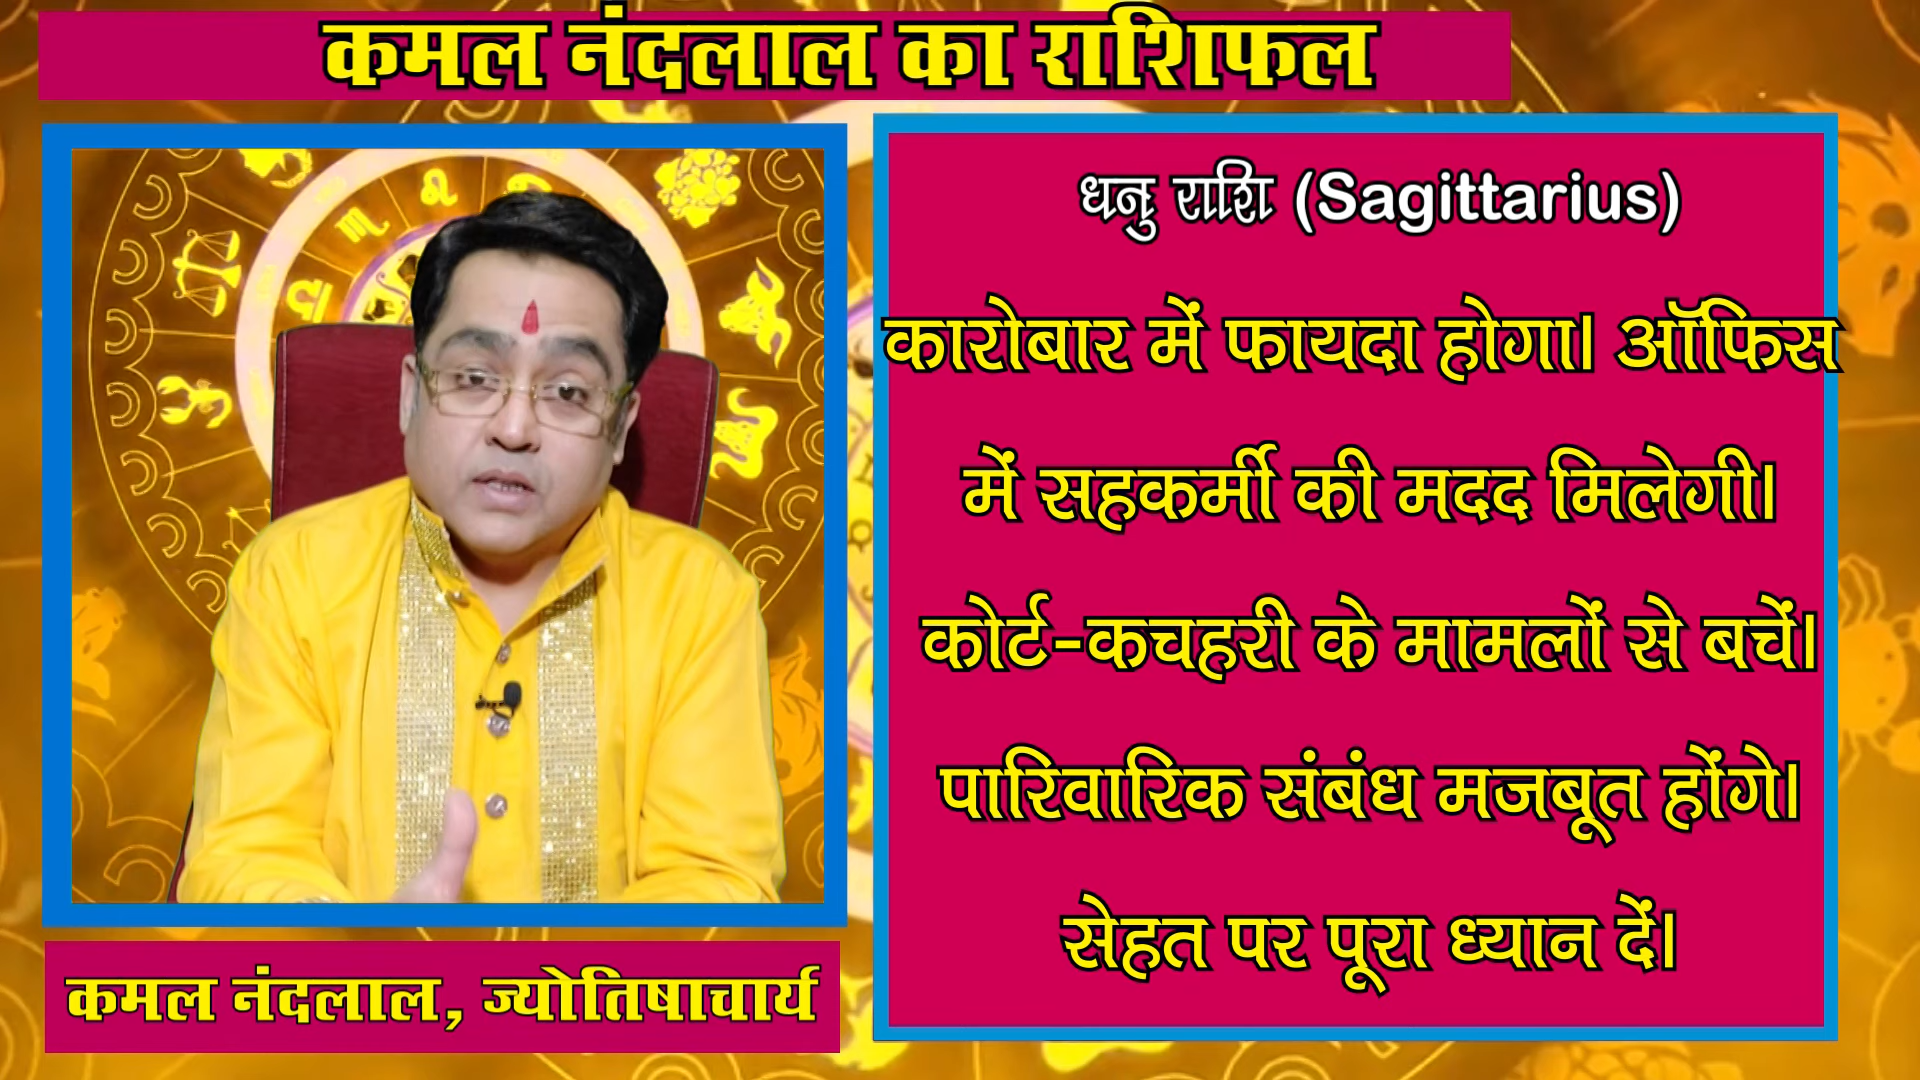 कमल नंदलाल का राशिफल
धनु राशि (Sagittarius)
कारोबार में फायदा होगा। ऑफिस
में सहकर्मी की मदद मिलेगी।
कोर्ट-कचहरी के मामलों से बचें।
पारिवारिक संबंध मजबूत होंगे।
सेहत पर पूरा ध्यान दें।
कमल नंदलाल, ज्योतिषाचार्य